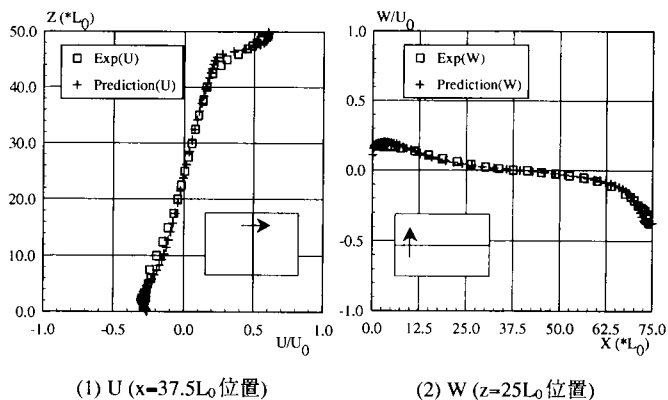 Z (*L0)
50.0
40.0
30.0
20.0
10.0
0.0
□ Exp(U)
+ Prediction(U)
-1.0 -0.5 0.0 0.5 1.0
U/U0
(1) U (x=37.5L0位置)
W/U0
1.0
0.5
0.0
-0.5
-1.0
□ Exp(W)
+ Prediction(W)
0.0 12.5 25.0 37.5 50.0 62.5 75.0
X (*L0)
(2) W (z=25L0位置)